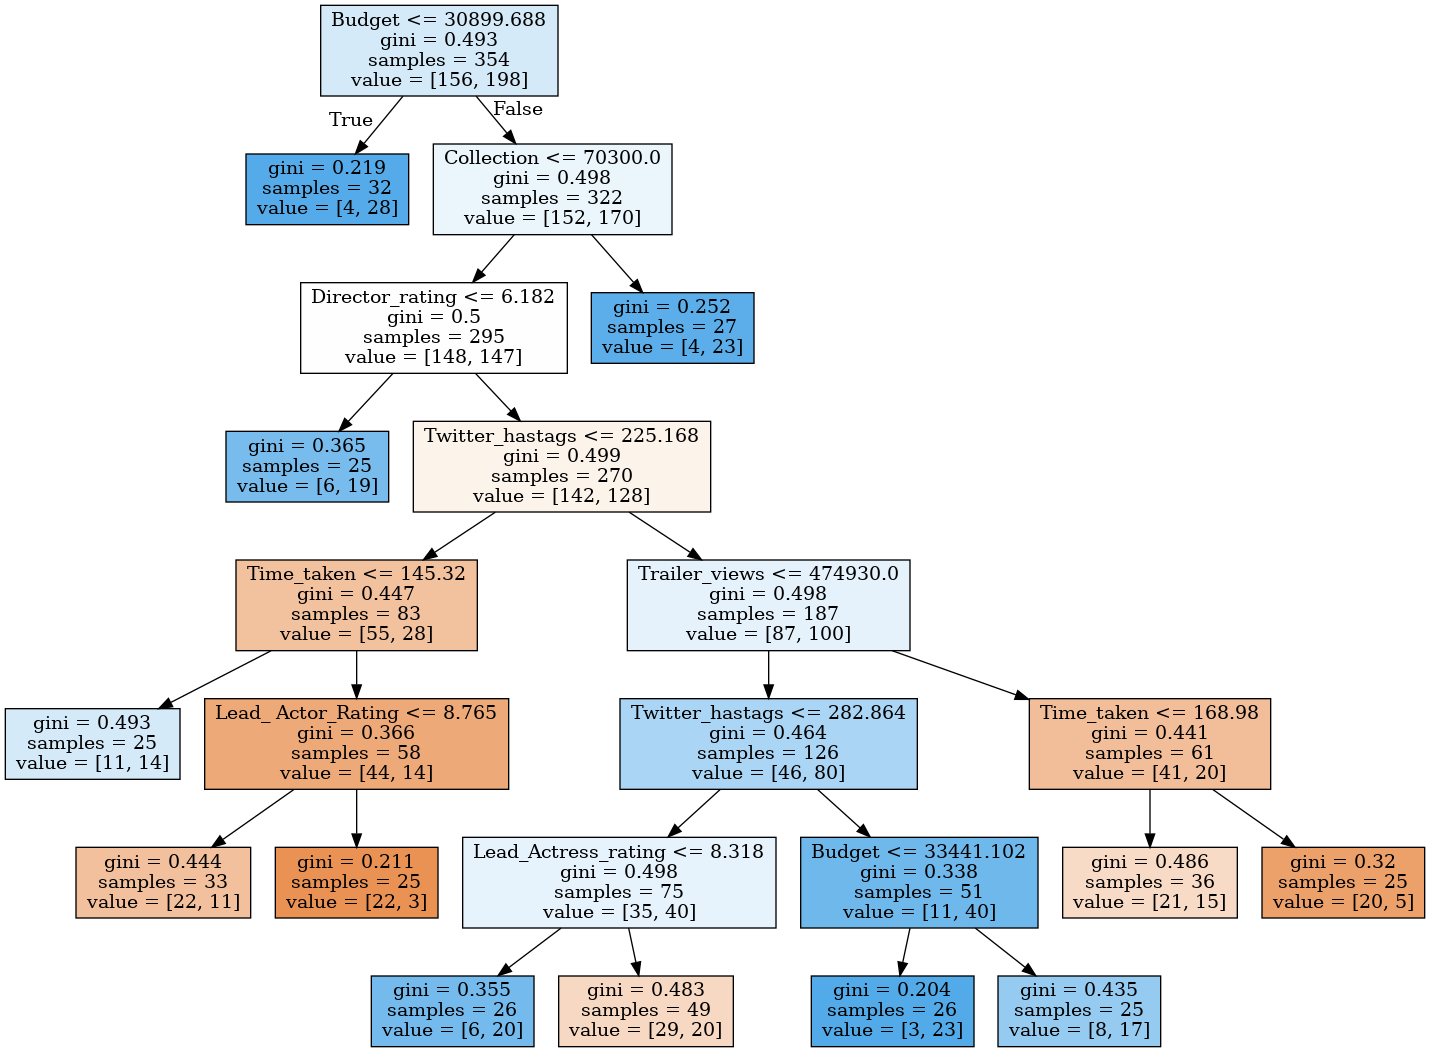 Budget <= 30899.688
gini = 0.493
samples = 354
value = [156, 198]
True
False
gini = 0.219
samples = 32
value = [4, 28]
Collection <= 70300.0
gini = 0.498
samples = 322
value = [152, 170]
Director_rating <= 6.182
gini = 0.5
samples = 295
value = [148, 147]
gini = 0.252
samples = 27
value = [4, 23]
gini = 0.365
samples = 25
value = [6, 19]
Twitter_hastags <= 225.168
gini = 0.499
samples = 270
value = [142, 128]
Time_taken <= 145.32
gini = 0.447
samples = 83
value = [55, 28]
Trailer_views <= 474930.0
gini = 0.498
samples = 187
value = [87, 100]
gini = 0.493
samples = 25
value = [11, 14]
Lead_ Actor_Rating <= 8.765
gini = 0.366
samples = 58
value = [44, 14]
Twitter_hastags <= 282.864
gini = 0.464
samples = 126
value = [46, 80]
Time_taken <= 168.98
gini = 0.441
samples = 61
value = [41, 20]
gini = 0.444
samples = 33
value = [22, 11]
gini = 0.211
samples = 25
value = [22, 3]
Lead_Actress_rating <= 8.318
gini = 0.498
samples = 75
value = [35, 40]
Budget <= 33441.102
gini = 0.338
samples = 51
value = [11, 40]
gini = 0.486
samples = 36
value = [21, 15]
gini = 0.32
samples = 25
value = [20, 5]
gini = 0.355
samples = 26
value = [6, 20]
gini = 0.483
samples = 49
value = [29, 20]
gini = 0.204
samples = 26
value = [3, 23]
gini = 0.435
samples = 25
value = [8, 17]